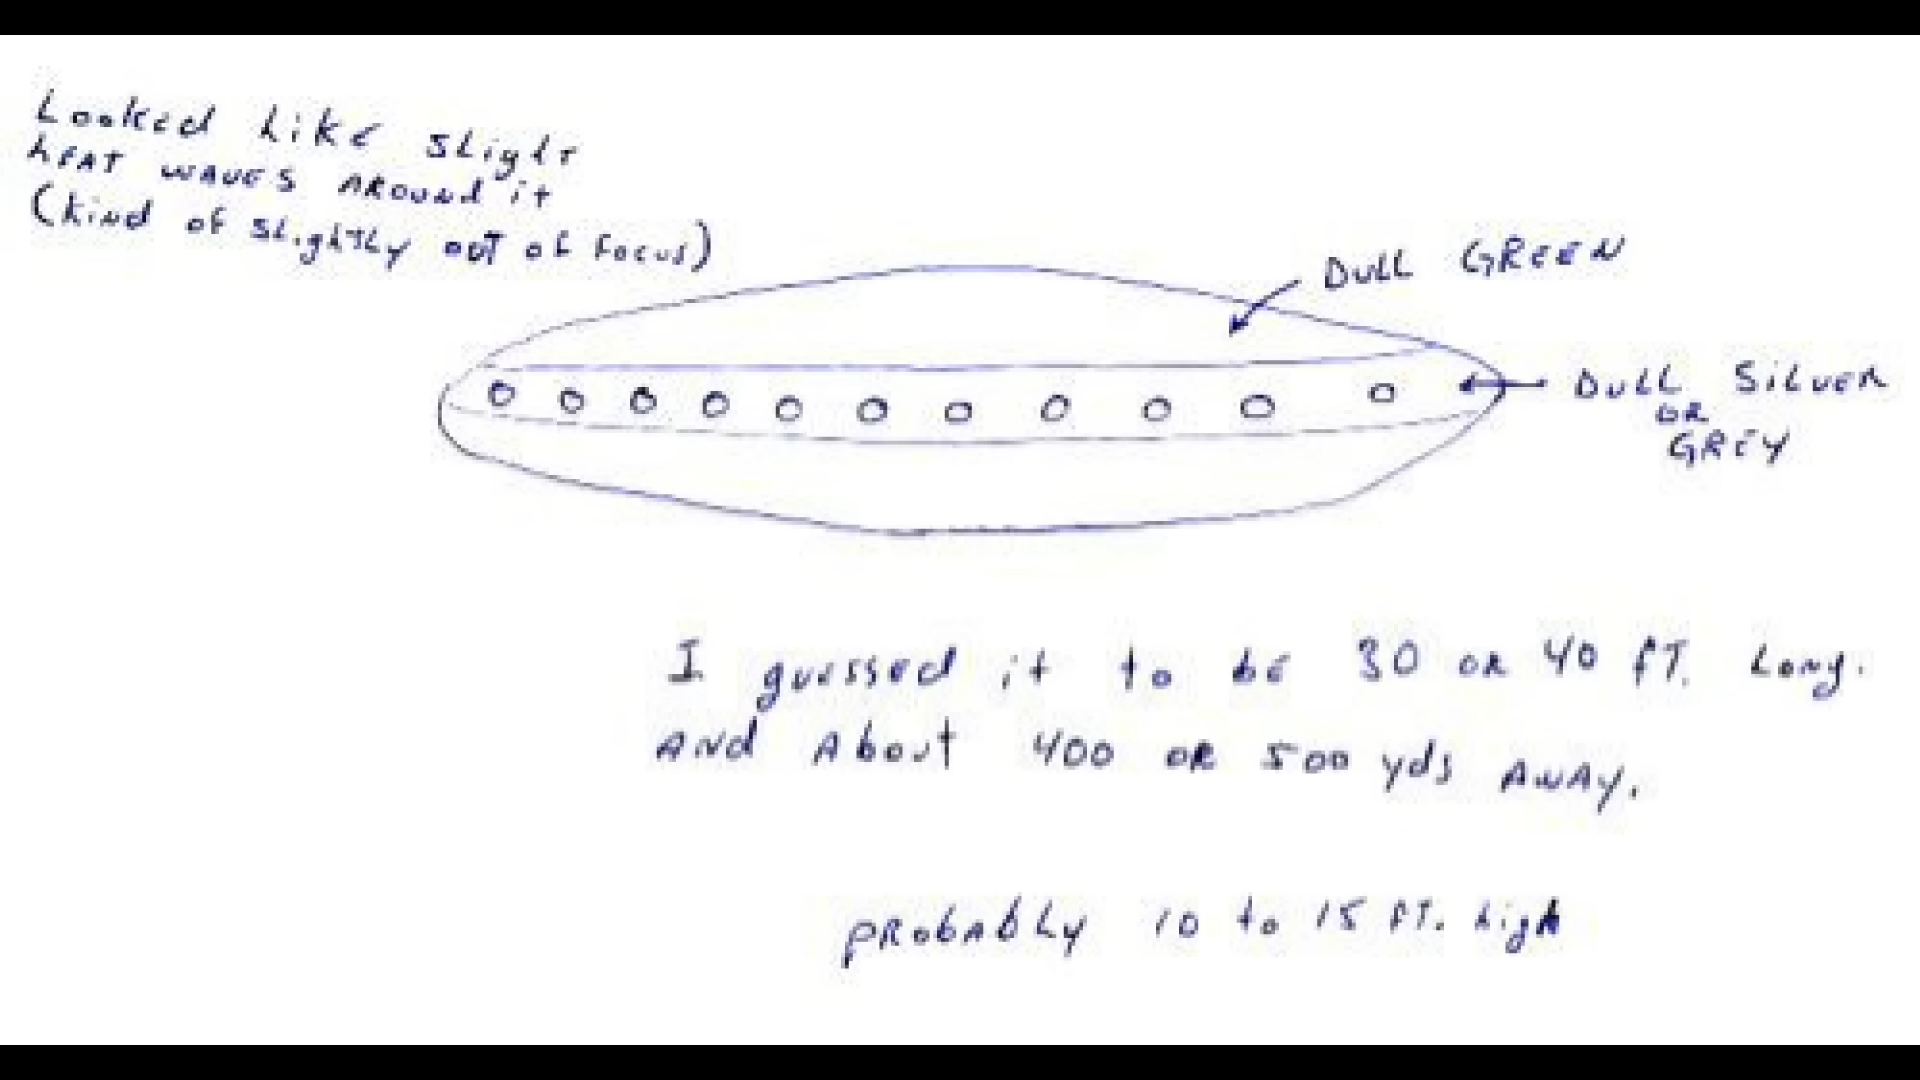 Looked Like slight
heat waves around it
(kind of slightly out of focus)
Dull GREEN
Dull Silver
OR
GREY
I guessed it to be 30 or 40 ft. Long.
And About 400 or 500 yds AWAY.
probably 10 to 15 ft. high